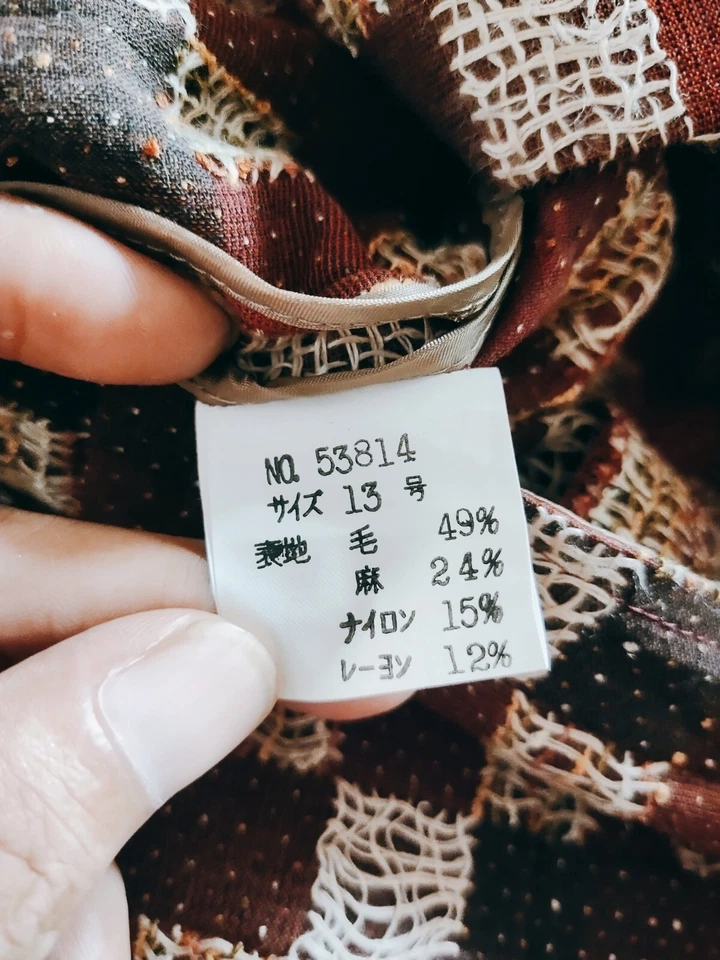 NO. 53814
サイズ 13 号
表地 毛 49%
麻 24%
ナイロン 15%
レーヨン 12%